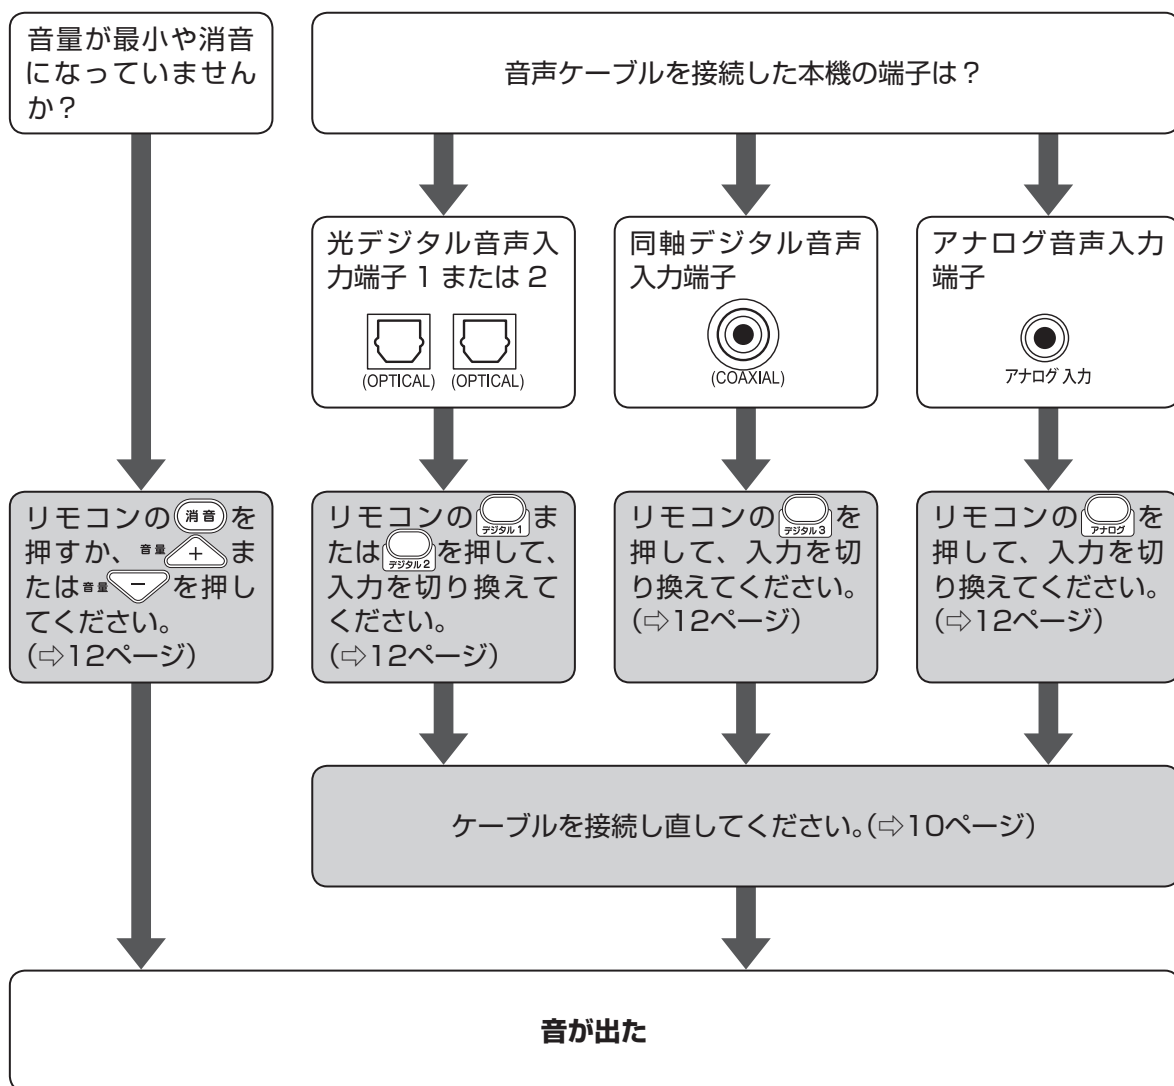 音量が最小や消音
になっていません
か？
音声ケーブルを接続した本機の端子は？
光デジタル音声入
力端子 1 または 2
(OPTICAL) (OPTICAL)
同軸デジタル音声
入力端子
(COAXIAL)
アナログ音声入力
端子
アナログ 入力
リモコンの 消音 を
押すか、 音量 + ま
たは 音量 − を押し
てください。
(⇨12ページ)
リモコンの デジタル1 ま
たは デジタル2 を押して、
入力を切り換えて
ください。
(⇨12ページ)
リモコンの デジタル3 を
押して、入力を切
り換えてください。
(⇨12ページ)
リモコンの アナログ を
押して、入力を切
り換えてください。
(⇨12ページ)
ケーブルを接続し直してください。(⇨10ページ)
音が出た